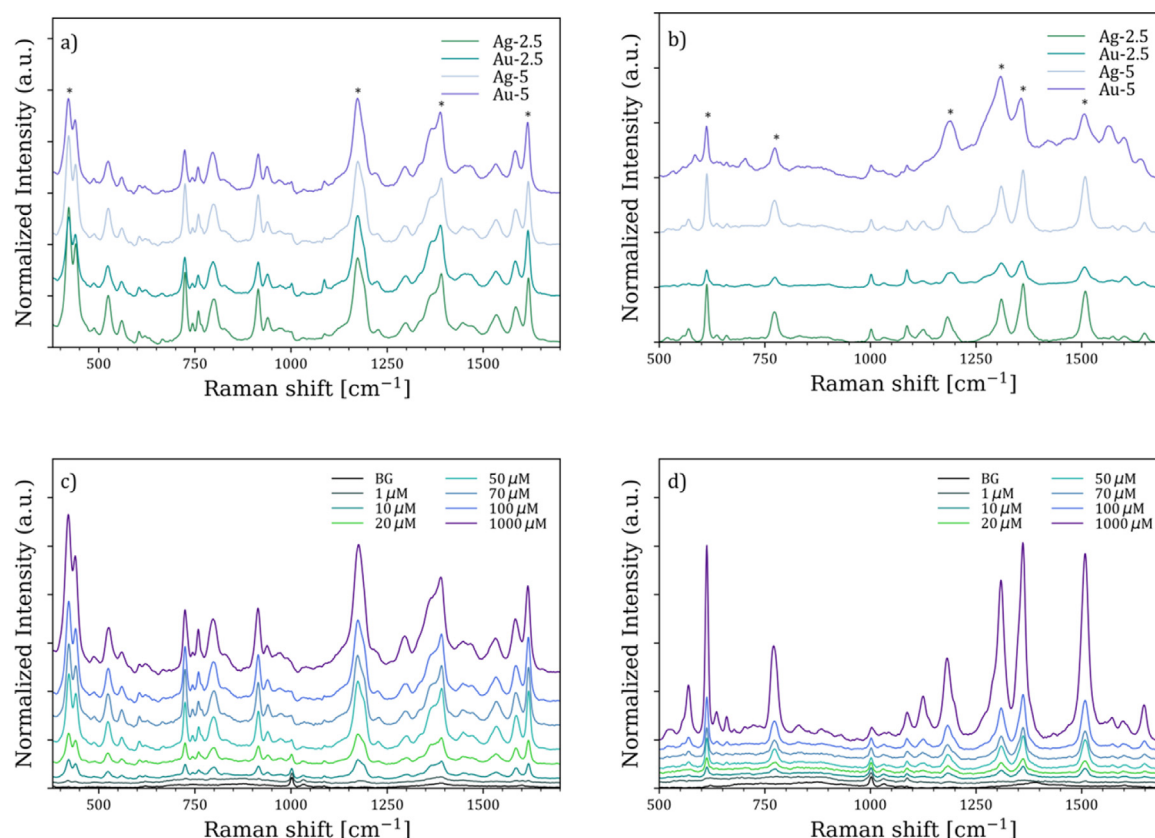 a)
Ag-2.5
Au-2.5
Ag-5
Au-5
*
*
*
*
Normalized Intensity (a.u.)
500
750
1000
1250
1500
Raman shift [cm⁻¹]
b)
Ag-2.5
Au-2.5
Ag-5
Au-5
*
*
*
*
*
*
Normalized Intensity (a.u.)
500
750
1000
1250
1500
Raman shift [cm⁻¹]
c)
BG
1 μM
10 μM
20 μM
50 μM
70 μM
100 μM
1000 μM
Normalized Intensity (a.u.)
500
750
1000
1250
1500
Raman shift [cm⁻¹]
d)
BG
1 μM
10 μM
20 μM
50 μM
70 μM
100 μM
1000 μM
Normalized Intensity (a.u.)
500
750
1000
1250
1500
Raman shift [cm⁻¹]